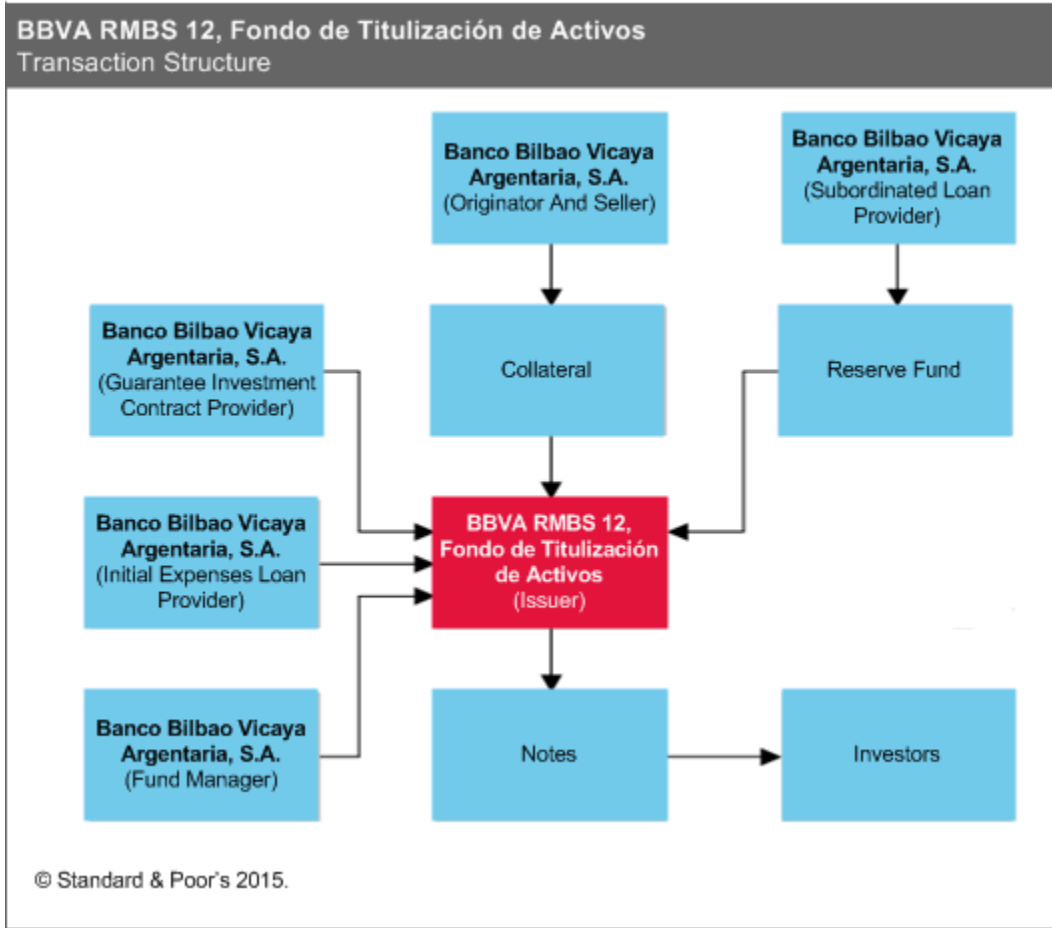 BBVA RMBS 12, Fondo de Titulización de Activos
Transaction Structure
Banco Bilbao Vicaya
Argentaria, S.A.
(Originator And Seller)
Banco Bilbao Vicaya
Argentaria, S.A.
(Subordinated Loan
Provider)
Banco Bilbao Vicaya
Argentaria, S.A.
(Guarantee Investment
Contract Provider)
Collateral
Reserve Fund
Banco Bilbao Vicaya
Argentaria, S.A.
(Initial Expenses Loan
Provider)
BBVA RMBS 12,
Fondo de Titulización
de Activos
(Issuer)
Banco Bilbao Vicaya
Argentaria, S.A.
(Fund Manager)
Notes
Investors
© Standard & Poor's 2015.